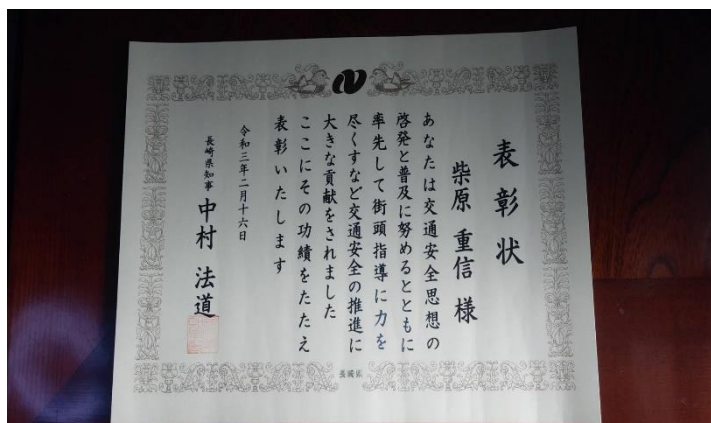 表彰状
柴原 重信 様
あなたは交通安全思想の
啓発と普及に努めるとともに
率先して街頭指導に力を
尽くすなど交通安全の推進に
大きな貢献をされました
ここにその功績をたたえ
表彰いたします
令和三年二月十六日
長崎県知事 中村 法道
長崎県